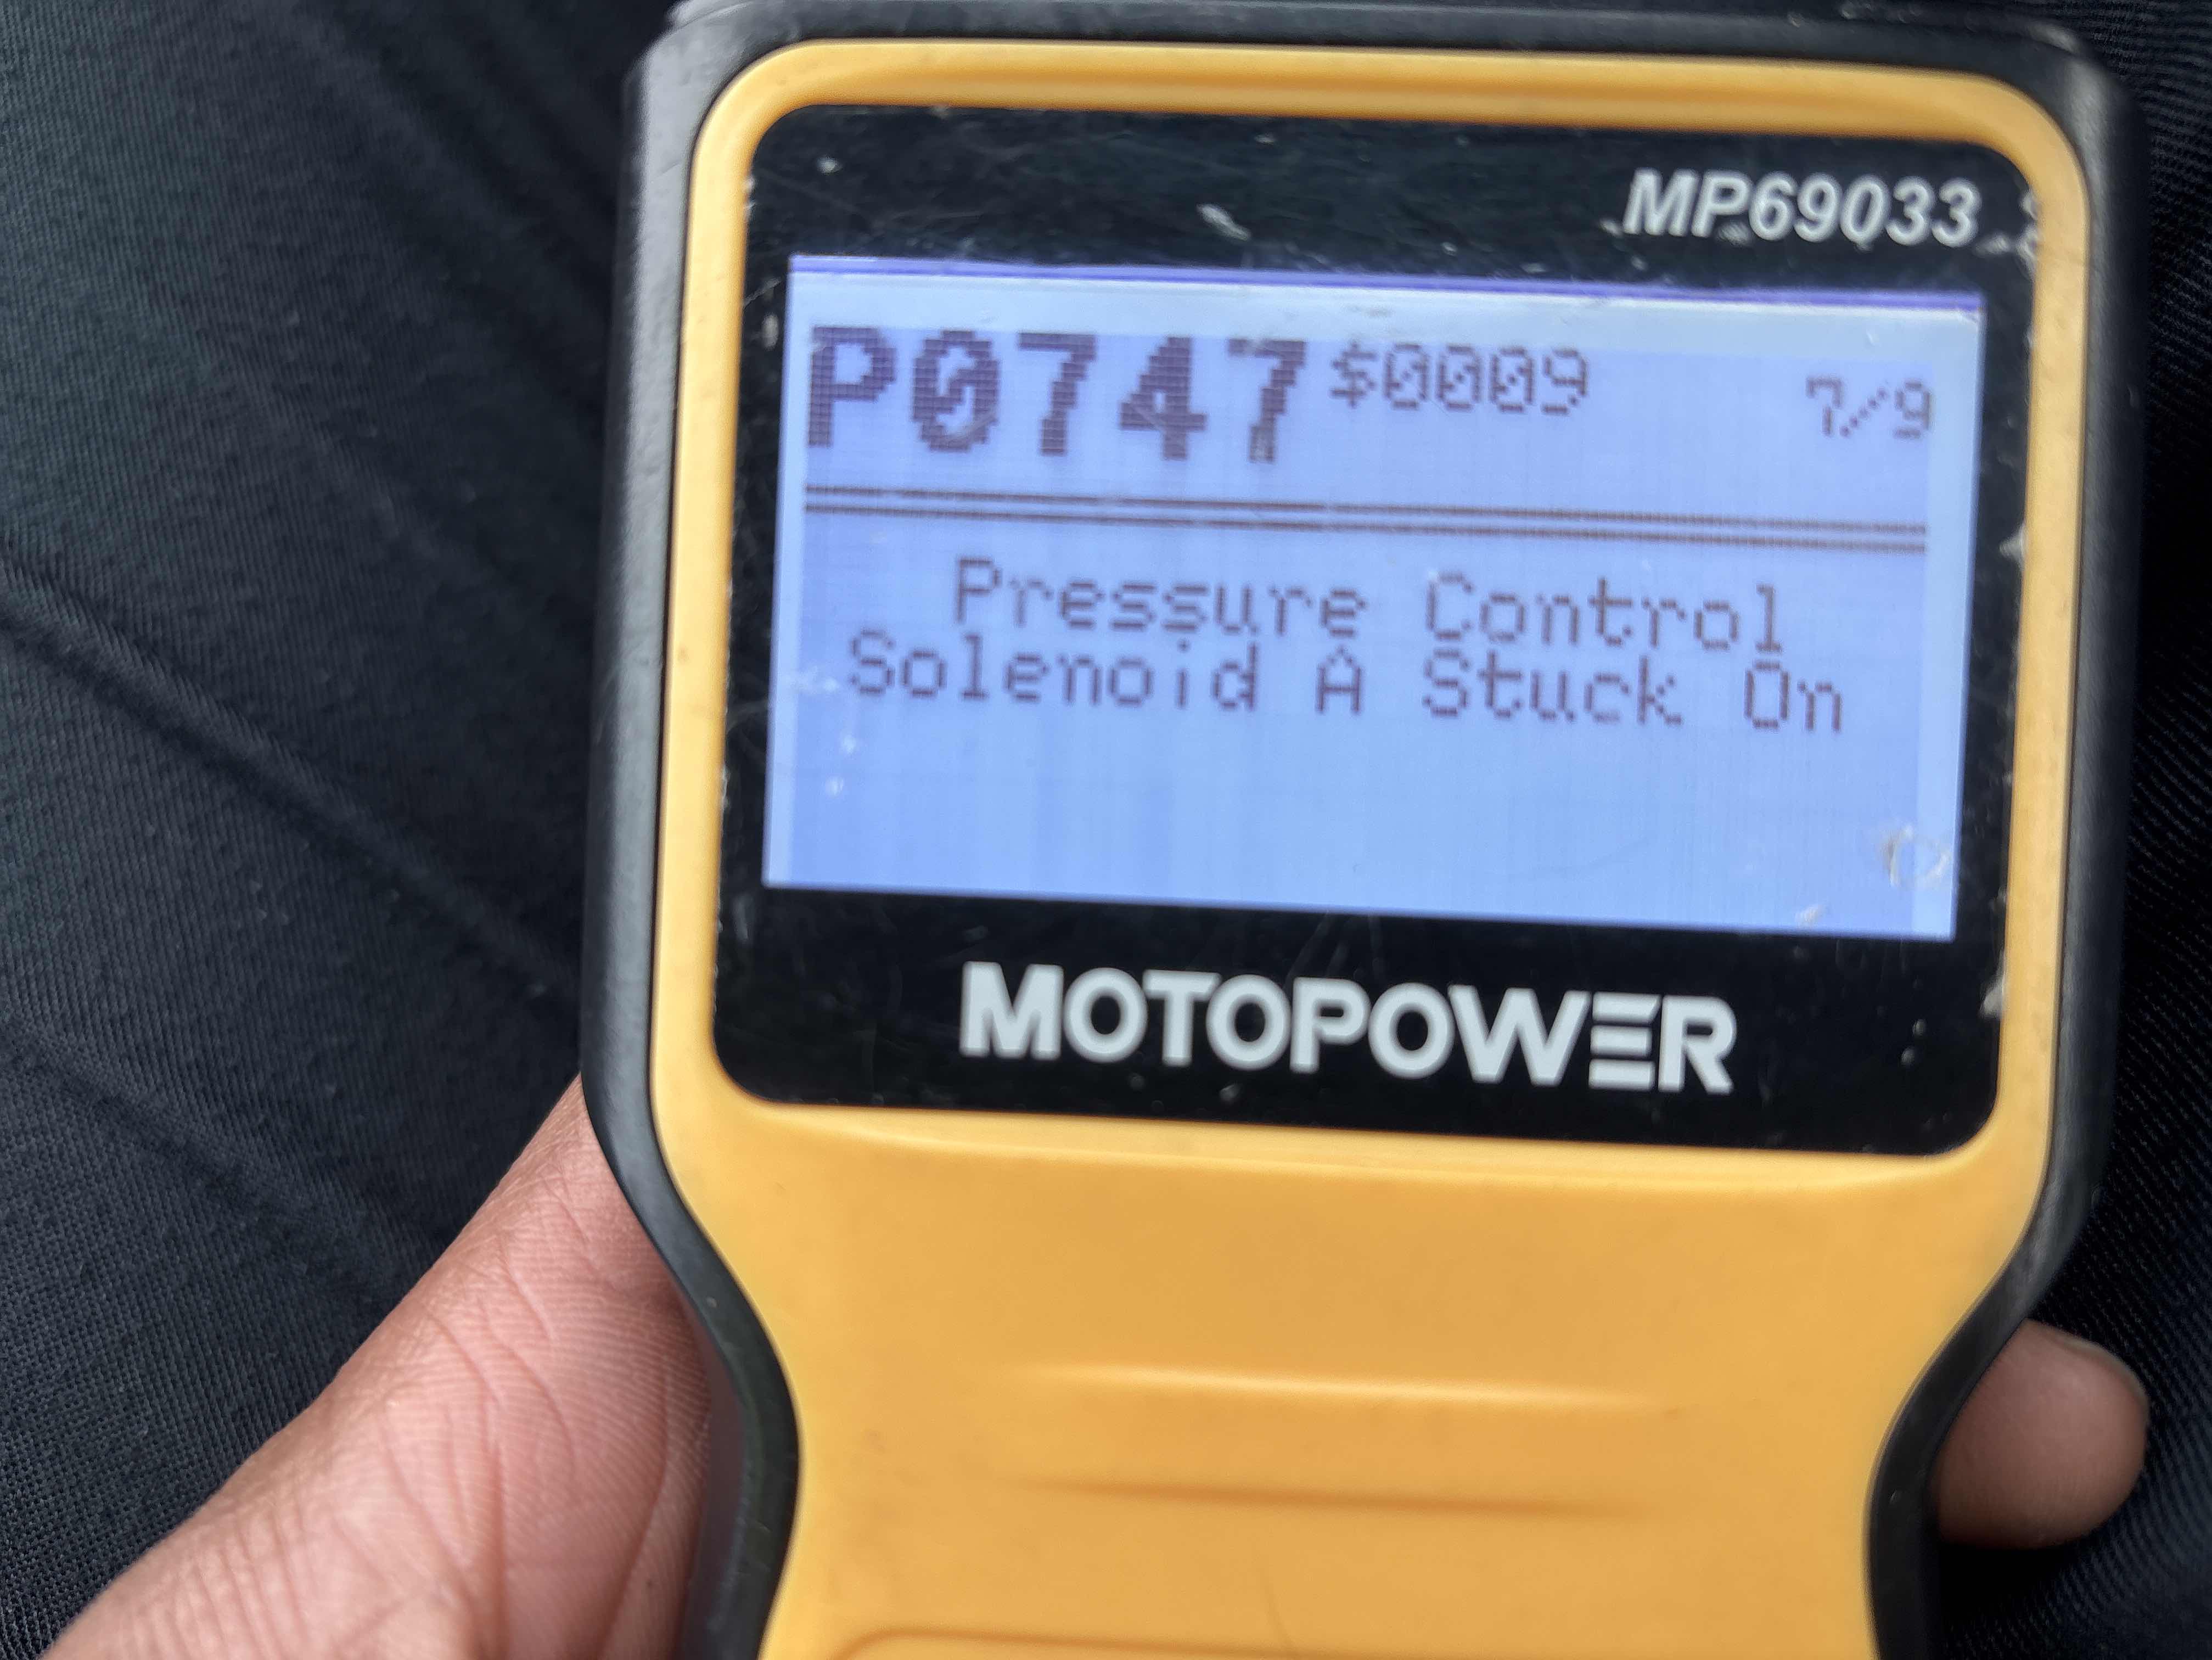 MP69033
P0747 $0009 7/9
Pressure Control
Solenoid A Stuck On
MOTOPOWER